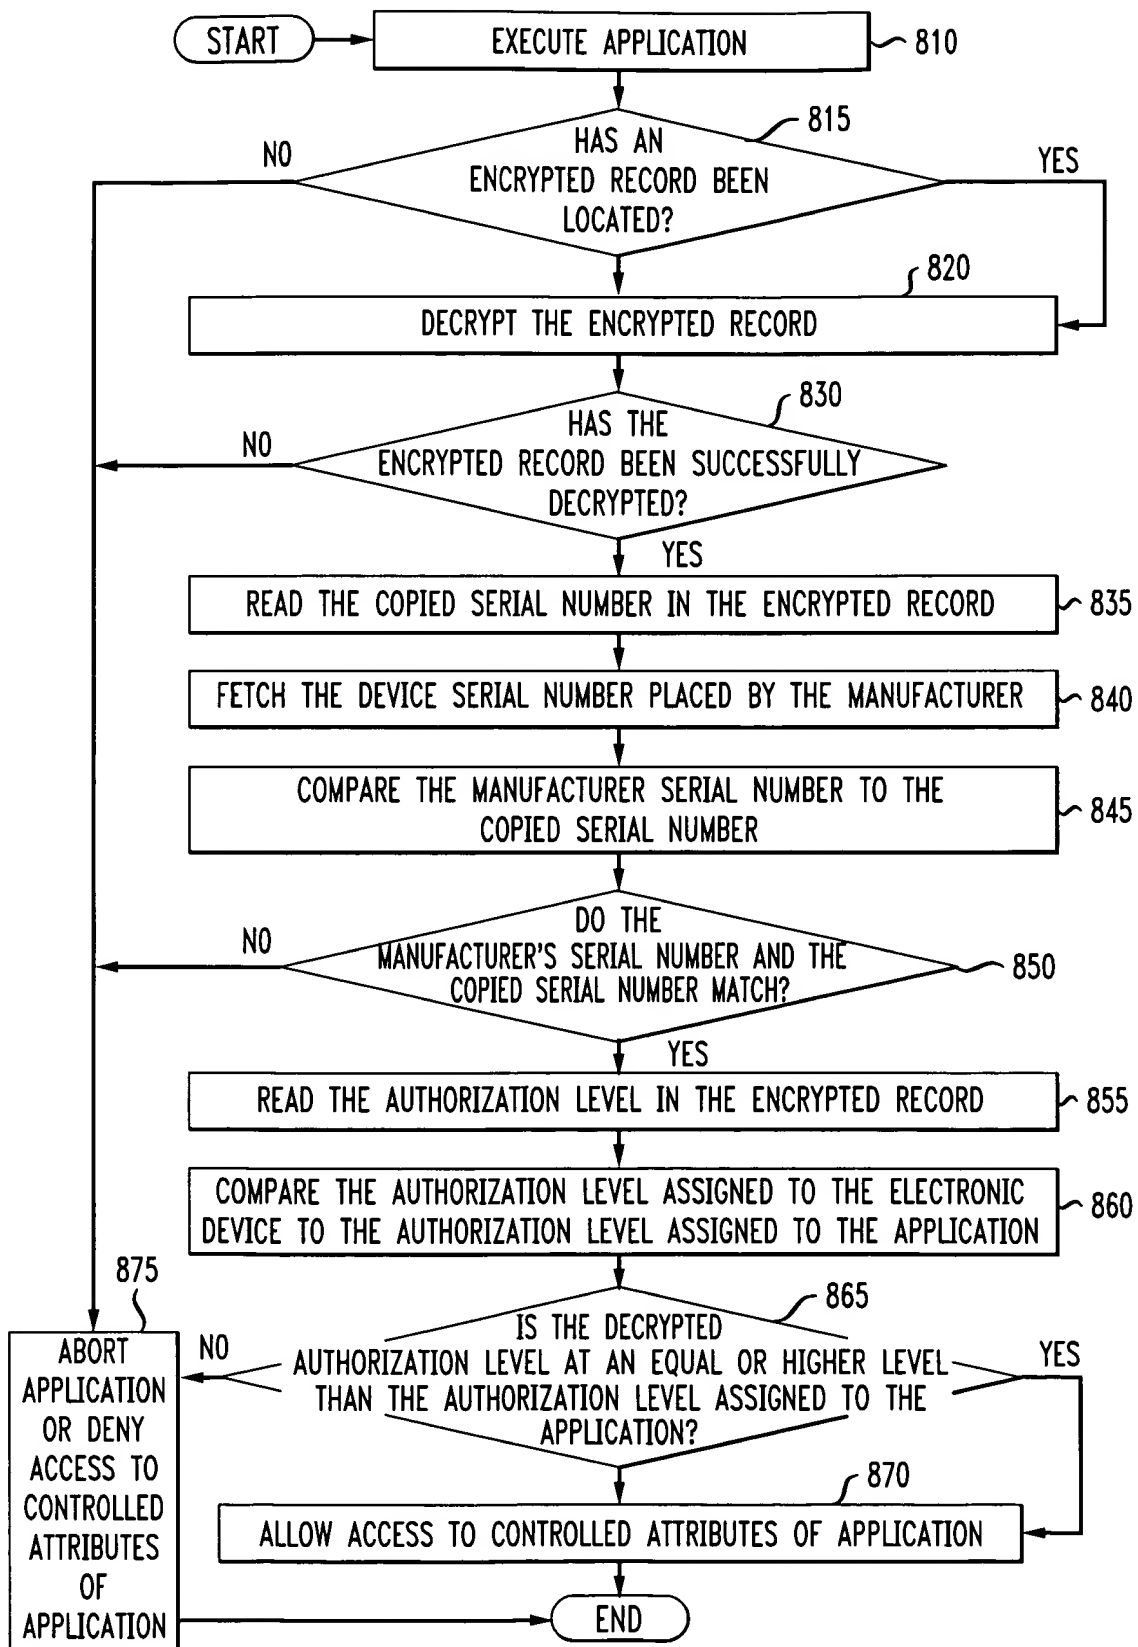 START
EXECUTE APPLICATION
810
HAS AN
ENCRYPTED RECORD BEEN
LOCATED?
815
NO
YES
820
DECRYPT THE ENCRYPTED RECORD
830
HAS THE
ENCRYPTED RECORD BEEN SUCCESSFULLY
DECRYPTED?
NO
YES
READ THE COPIED SERIAL NUMBER IN THE ENCRYPTED RECORD
835
FETCH THE DEVICE SERIAL NUMBER PLACED BY THE MANUFACTURER
840
COMPARE THE MANUFACTURER SERIAL NUMBER TO THE
COPIED SERIAL NUMBER
845
DO THE
MANUFACTURER'S SERIAL NUMBER AND THE
COPIED SERIAL NUMBER MATCH?
NO
850
YES
READ THE AUTHORIZATION LEVEL IN THE ENCRYPTED RECORD
855
COMPARE THE AUTHORIZATION LEVEL ASSIGNED TO THE ELECTRONIC
DEVICE TO THE AUTHORIZATION LEVEL ASSIGNED TO THE APPLICATION
860
865
IS THE DECRYPTED
AUTHORIZATION LEVEL AT AN EQUAL OR HIGHER LEVEL
THAN THE AUTHORIZATION LEVEL ASSIGNED TO THE
APPLICATION?
NO
YES
875
ABORT
APPLICATION
OR DENY
ACCESS TO
CONTROLLED
ATTRIBUTES
OF
APPLICATION
870
ALLOW ACCESS TO CONTROLLED ATTRIBUTES OF APPLICATION
END